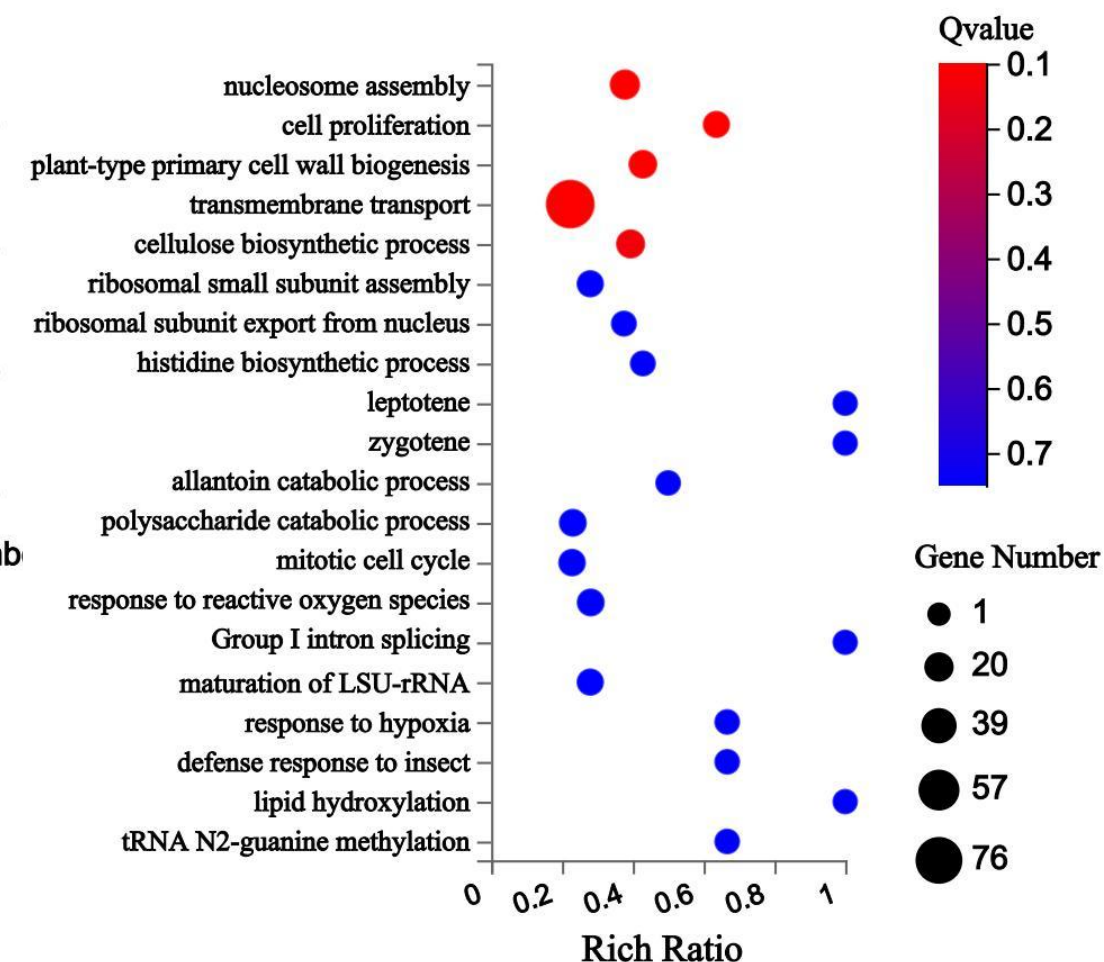 nucleosome assembly
cell proliferation
plant-type primary cell wall biogenesis
transmembrane transport
cellulose biosynthetic process
ribosomal small subunit assembly
ribosomal subunit export from nucleus
histidine biosynthetic process
leptotene
zygotene
allantoin catabolic process
polysaccharide catabolic process
mitotic cell cycle
response to reactive oxygen species
Group I intron splicing
maturation of LSU-rRNA
response to hypoxia
defense response to insect
lipid hydroxylation
tRNA N2-guanine methylation
0 0.2 0.4 0.6 0.8 1
Rich Ratio
Qvalue
0.1
0.2
0.3
0.4
0.5
0.6
0.7
Gene Number
1
20
39
57
76